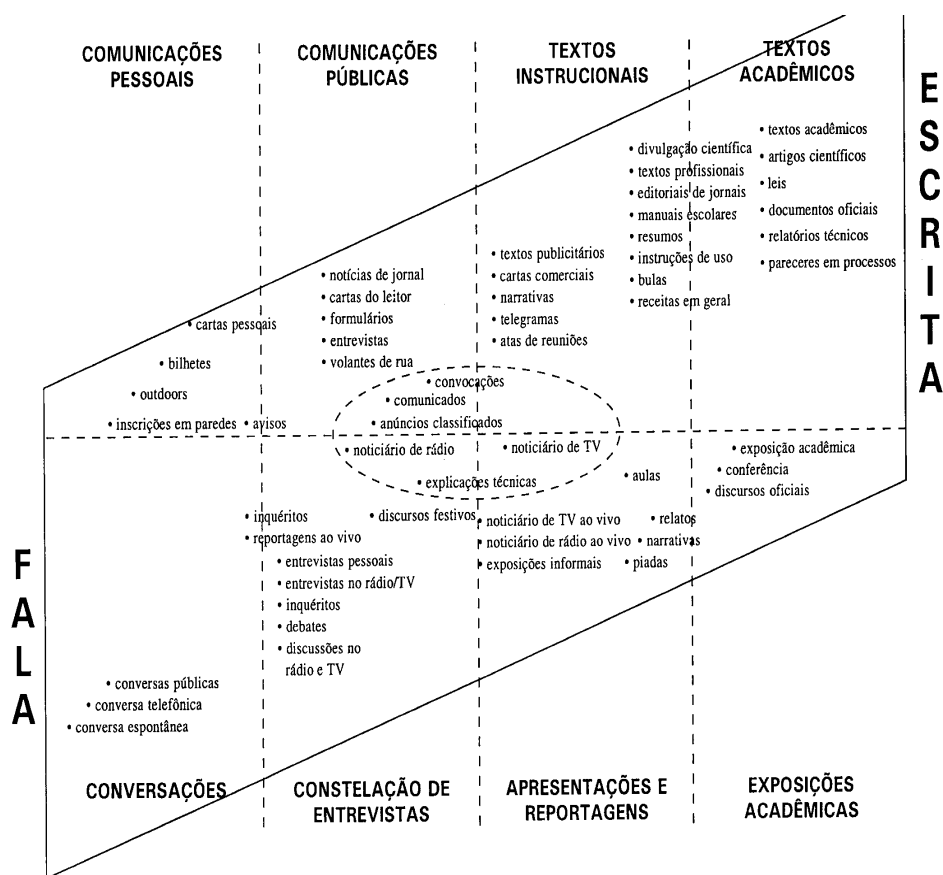 COMUNICAÇÕES
PESSOAIS
COMUNICAÇÕES
PÚBLICAS
TEXTOS
INSTRUCIONAIS
TEXTOS
ACADÊMICOS
ESCRITA
• textos acadêmicos
• artigos científicos
• leis
• documentos oficiais
• relatórios técnicos
• pareceres em processos
• divulgação científica
• textos profissionais
• editoriais de jornais
• manuais escolares
• resumos
• instruções de uso
• bulas
• receitas em geral
• textos publicitários
• cartas comerciais
• narrativas
• telegramas
• atas de reuniões
• notícias de jornal
• cartas do leitor
• formulários
• entrevistas
• volantes de rua
• cartas pessoais
• bilhetes
• outdoors
• inscrições em paredes • avisos
• convocações
• comunicados
• anúncios classificados
• noticiário de rádio
• noticiário de TV
• explicações técnicas
• aulas
• exposição acadêmica
• conferência
• discursos oficiais
• inquéritos
• reportagens ao vivo
• discursos festivos
• entrevistas pessoais
• entrevistas no rádio/TV
• inquéritos
• debates
• discussões no
rádio e TV
• noticiário de TV ao vivo
• noticiário de rádio ao vivo
• exposições informais
• relatos
• narrativas
• piadas
FALA
• conversas públicas
• conversa telefônica
• conversa espontânea
CONVERSAÇÕES
CONSTELAÇÃO DE
ENTREVISTAS
APRESENTAÇÕES E
REPORTAGENS
EXPOSIÇÕES
ACADÊMICAS